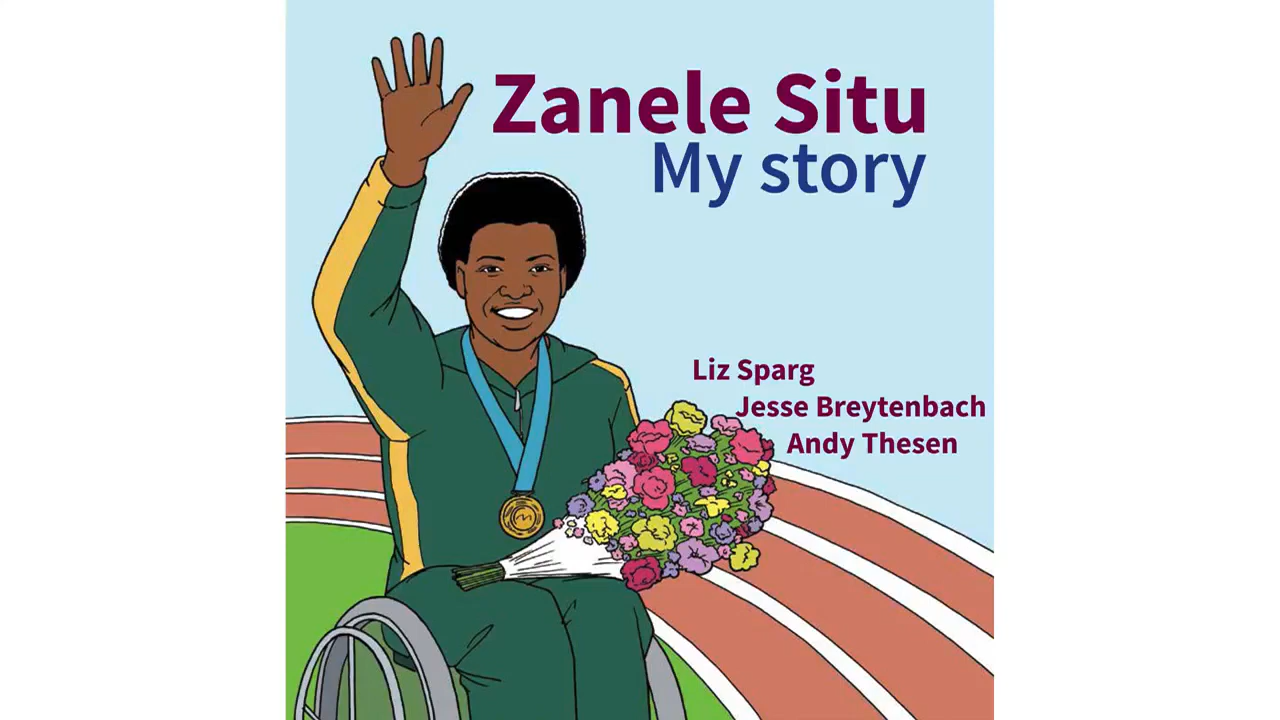 Zanele Situ
My story
Liz Sparg
Jesse Breytenbach
Andy Thesen